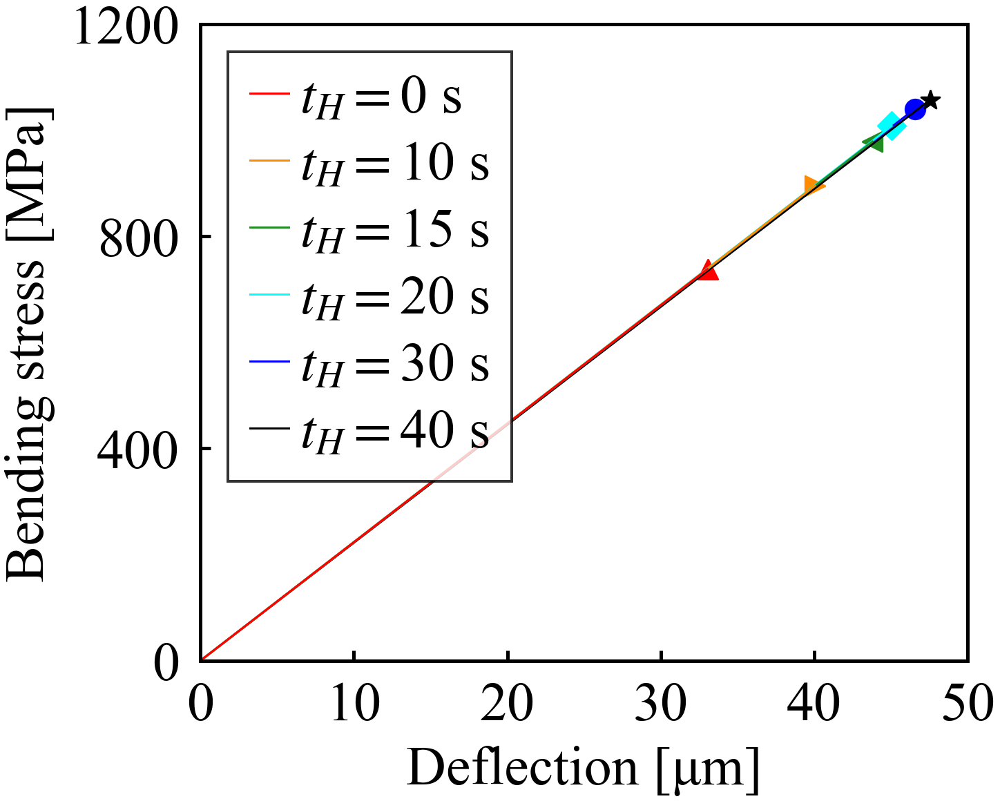 1200
800
400
0
Bending stress [MPa]
t_H = 0 s
t_H = 10 s
t_H = 15 s
t_H = 20 s
t_H = 30 s
t_H = 40 s
0 10 20 30 40 50
Deflection [μm]